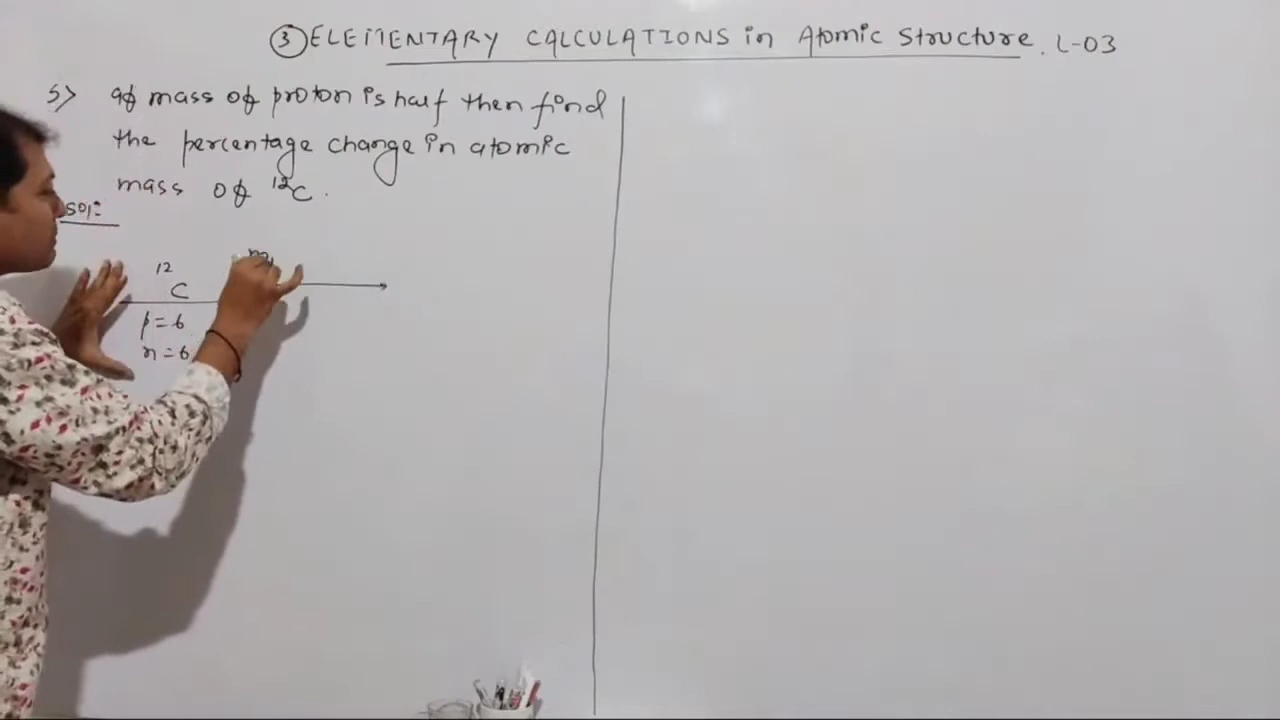 ③ ELEMENTARY CALCULATIONS in Atomic Structure. L-03
5> If mass of proton is half then find
the percentage change in atomic
mass of ¹²C.
Sol:
¹²C
p=6
n=6